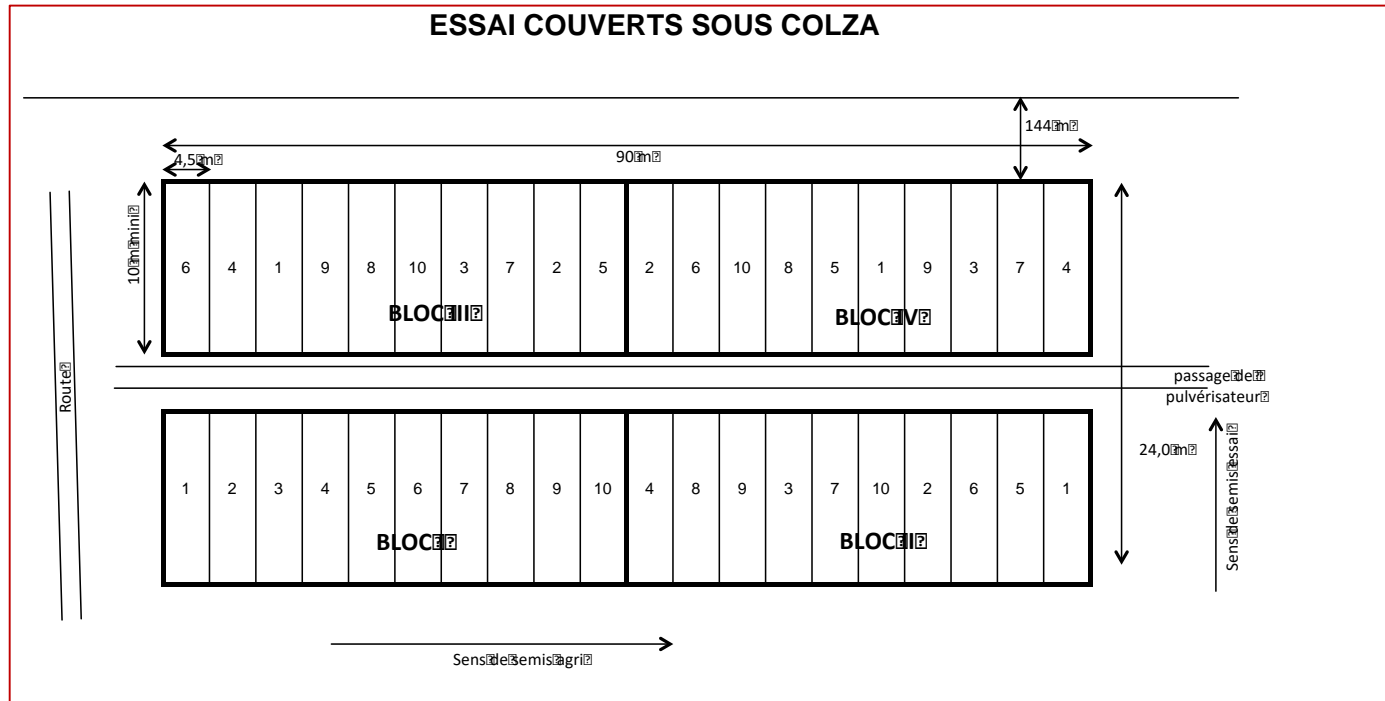 ESSAI COUVERTS SOUS COLZA
144 m
90 m
4,5 m
10 m mini
6 4 1 9 8 10 3 7 2 5 2 6 10 8 5 1 9 3 7 4
BLOC III
BLOC IV
Route
passage de
pulvérisateur
24,0 m
1 2 3 4 5 6 7 8 9 10 4 8 9 3 7 10 2 6 5 1
BLOC
BLOC II
Sens de semis essai
Sens de semis agri